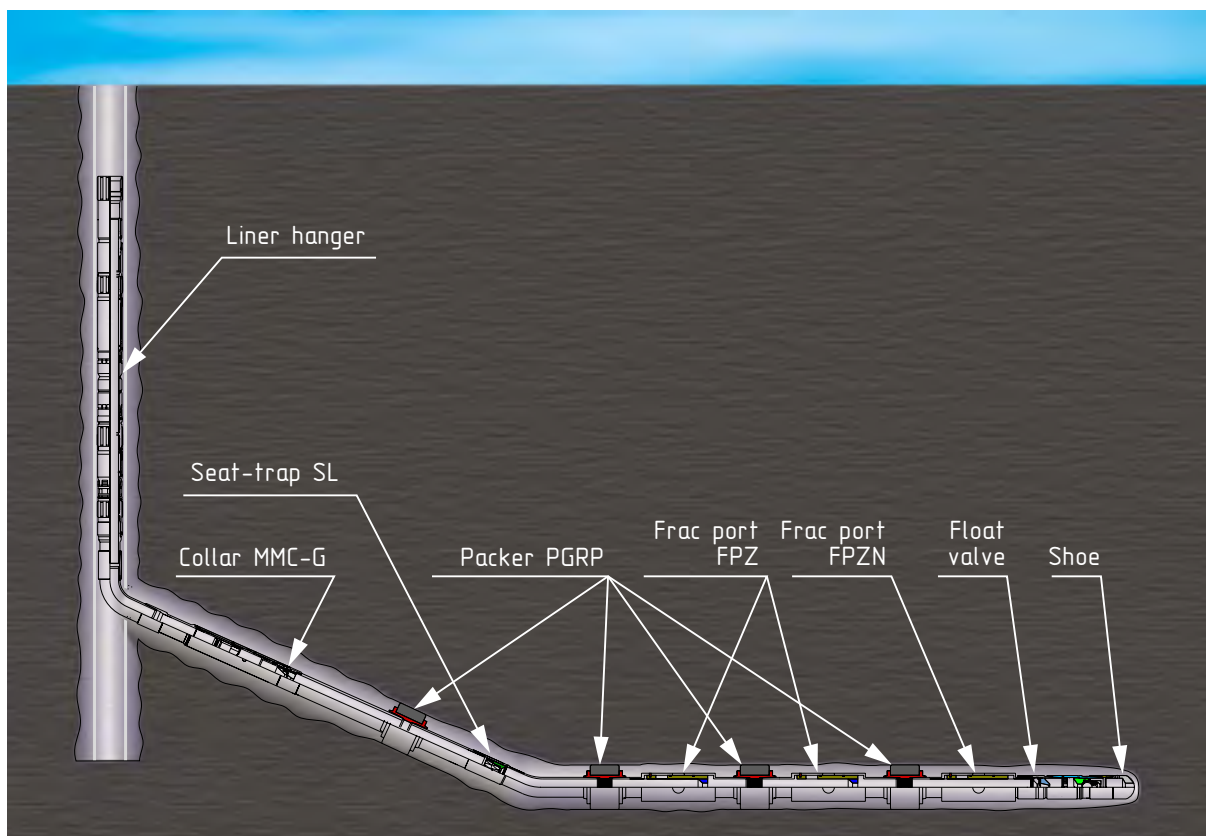 Liner hanger
Seat-trap SL
Collar MMC-G
Packer PGRP
Frac port
FPZ
Frac port
FPZN
Float
valve
Shoe